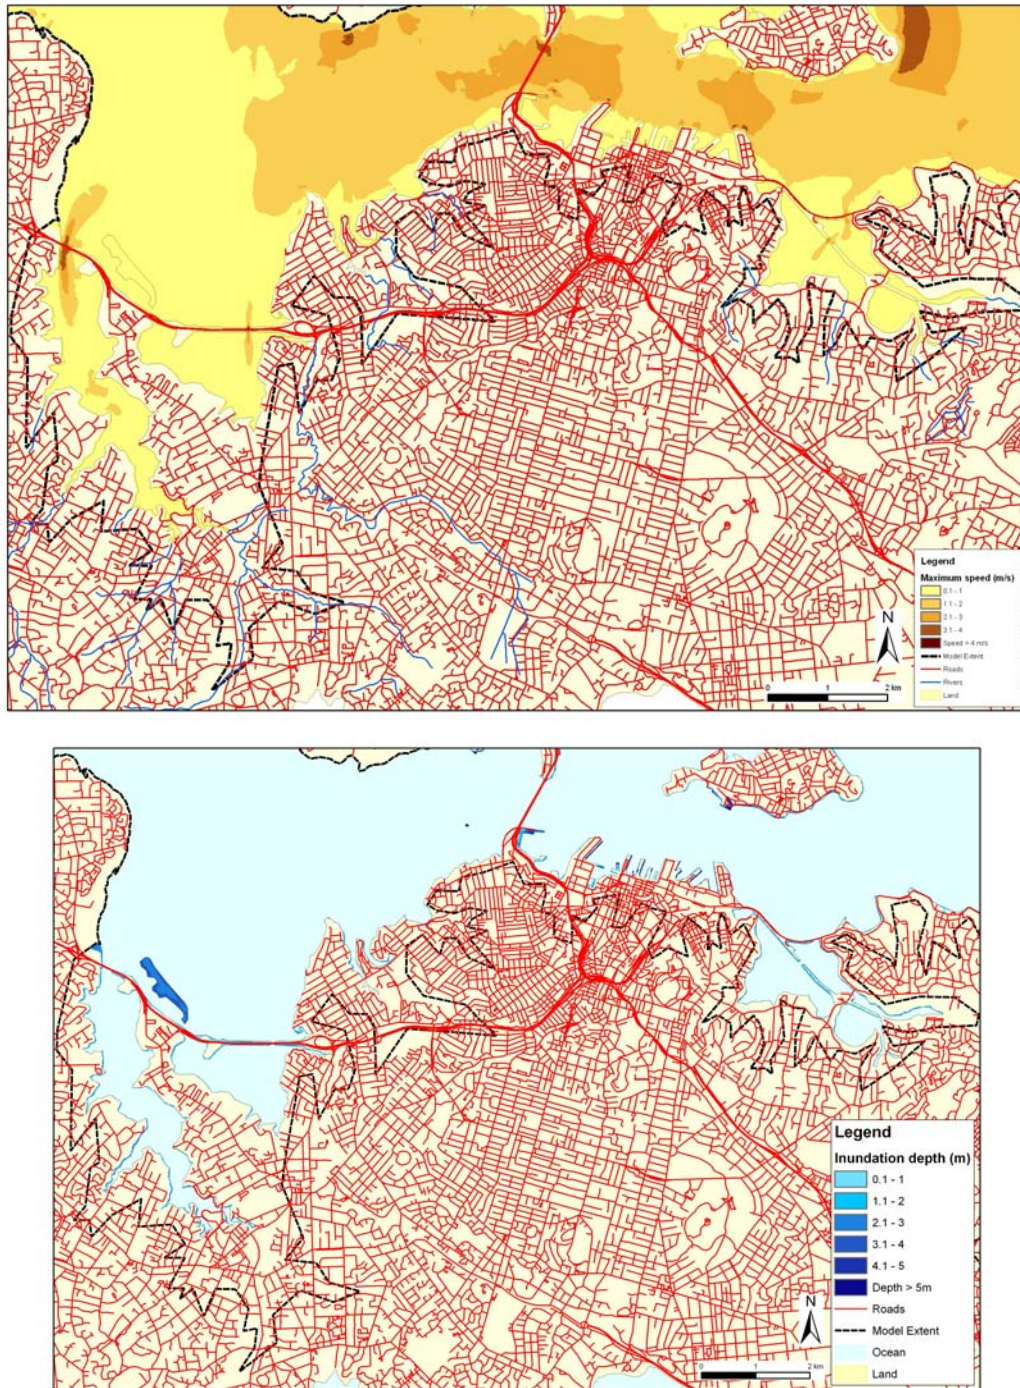 Legend
Maximum speed (m/s)
0.1 - 1
1.1 - 2
2.1 - 3
3.1 - 4
Speed > 4 m/s
Model Extent
Roads
Rivers
Land
N
0 1 2 km
Legend
Inundation depth (m)
0.1 - 1
1.1 - 2
2.1 - 3
3.1 - 4
4.1 - 5
Depth > 5m
Roads
Model Extent
Ocean
Land
N
0 1 2 km